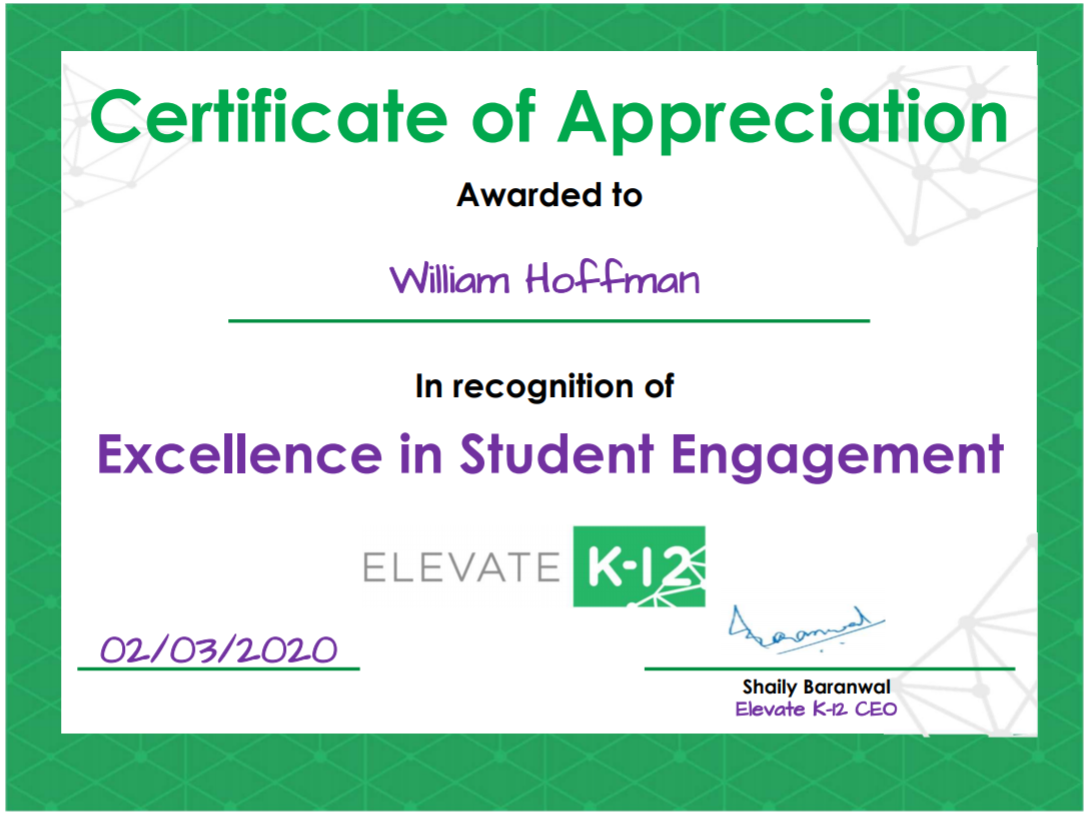 Certificate of Appreciation
Awarded to
William Hoffman
In recognition of
Excellence in Student Engagement
ELEVATE K-12
02/03/2020
Shaily Baranwal
Elevate K-12 CEO